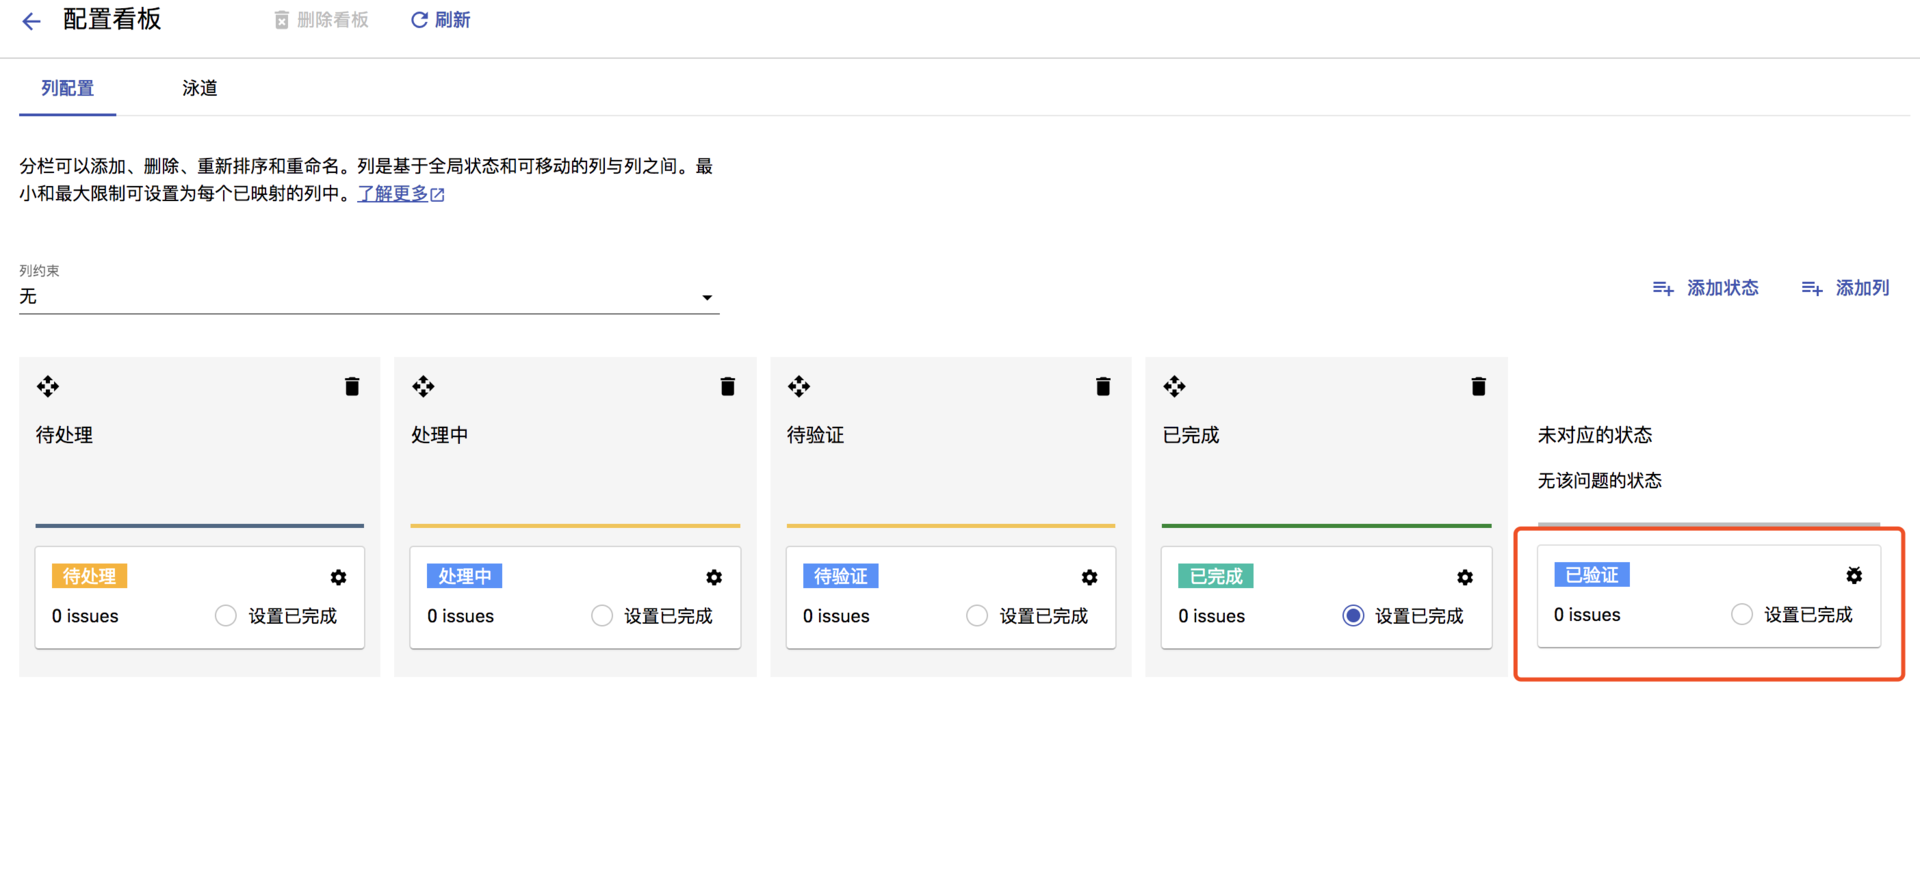 配置看板
删除看板
刷新
列配置
泳道
分栏可以添加、删除、重新排序和重命名。列是基于全局状态和可移动的列与列之间。最
小和最大限制可设置为每个已映射的列中。了解更多
列约束
无
添加状态
添加列
待处理
处理中
待验证
已完成
未对应的状态
无该问题的状态
待处理
0 issues
设置已完成
处理中
0 issues
设置已完成
待验证
0 issues
设置已完成
已完成
0 issues
设置已完成
已验证
0 issues
设置已完成